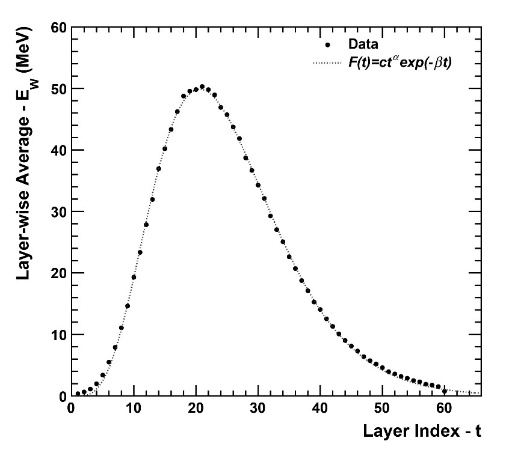 60
50
40
30
20
10
0
0 10 20 30 40 50 60
Layer-wise Average - E_W (MeV)
Data
F(t)=ct^α exp(-βt)
Layer Index - t